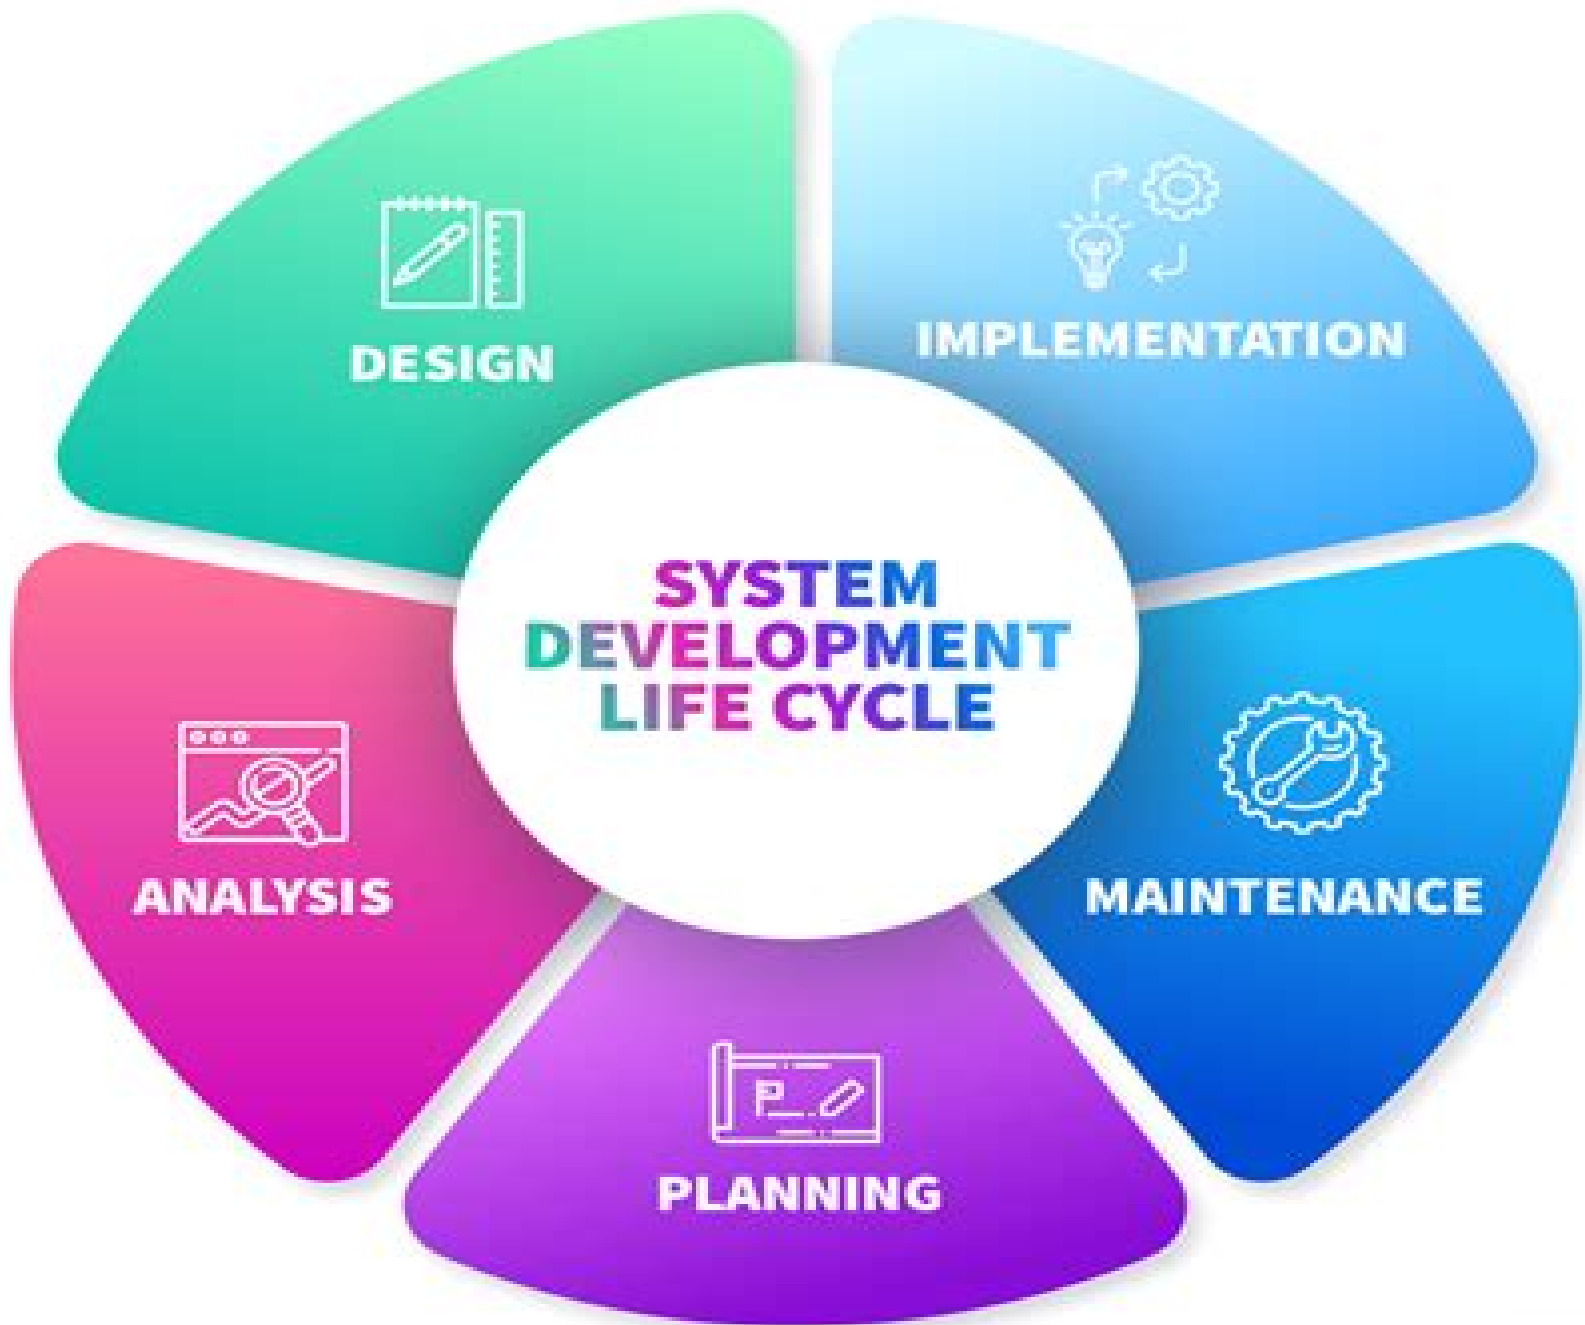 DESIGN
IMPLEMENTATION
SYSTEM
DEVELOPMENT
LIFE CYCLE
ANALYSIS
MAINTENANCE
P
PLANNING